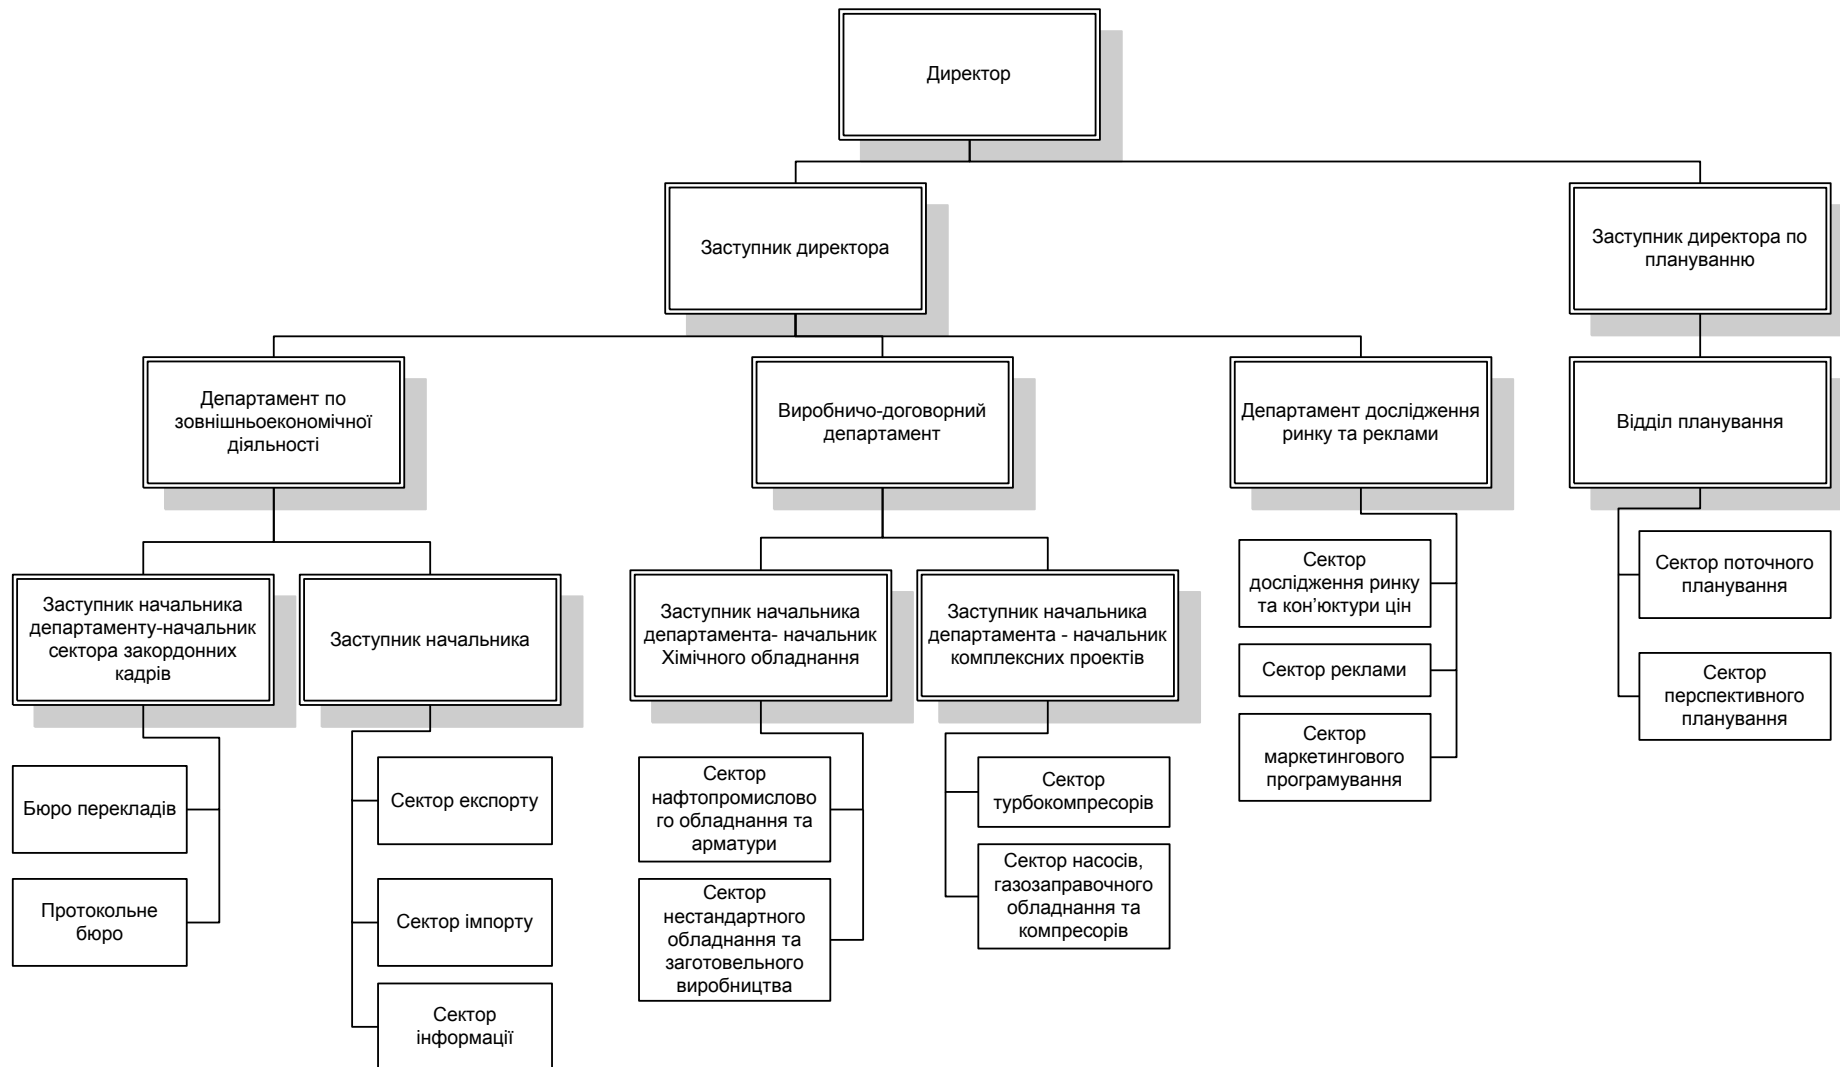 Директор
Заступник директора
Заступник директора по
плануванню
Департамент по
зовнішньоекономічної
діяльності
Виробничо-договорний
департамент
Департамент дослідження
ринку та реклами
Відділ планування
Заступник начальника
департаменту-начальник
сектора закордонних
кадрів
Заступник начальника
Заступник начальника
департамента- начальник
Хімічного обладнання
Заступник начальника
департамента - начальник
комплексних проектів
Сектор
дослідження ринку
та кон’юктури цін
Сектор реклами
Сектор
маркетингового
програмування
Сектор поточного
планування
Сектор
перспективного
планування
Бюро перекладів
Протокольне
бюро
Сектор експорту
Сектор імпорту
Сектор
інформації
Сектор
нафтопромислово
го обладнання та
арматури
Сектор
нестандартного
обладнання та
заготовельного
виробництва
Сектор
турбокомпресорів
Сектор насосів,
газозаправочного
обладнання та
компресорів